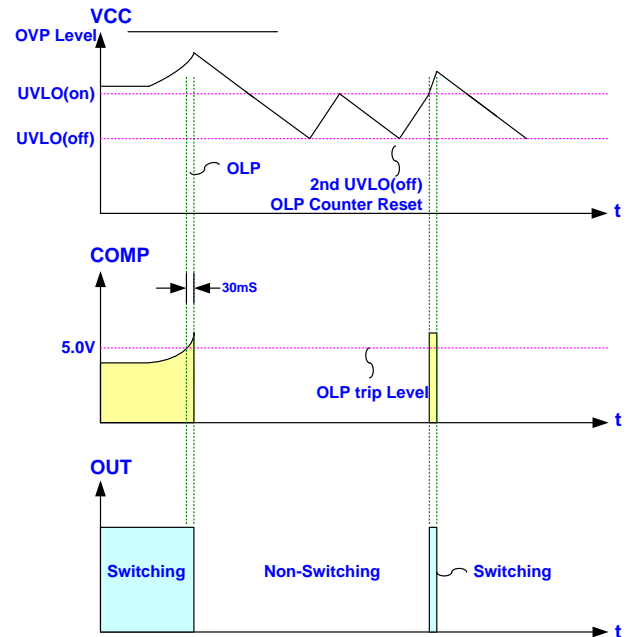 VCC
OVP Level
UVLO(on)
UVLO(off)
OLP
2nd UVLO(off)
OLP Counter Reset
t
COMP
30mS
5.0V
OLP trip Level
t
OUT
Switching
Non-Switching
Switching
t